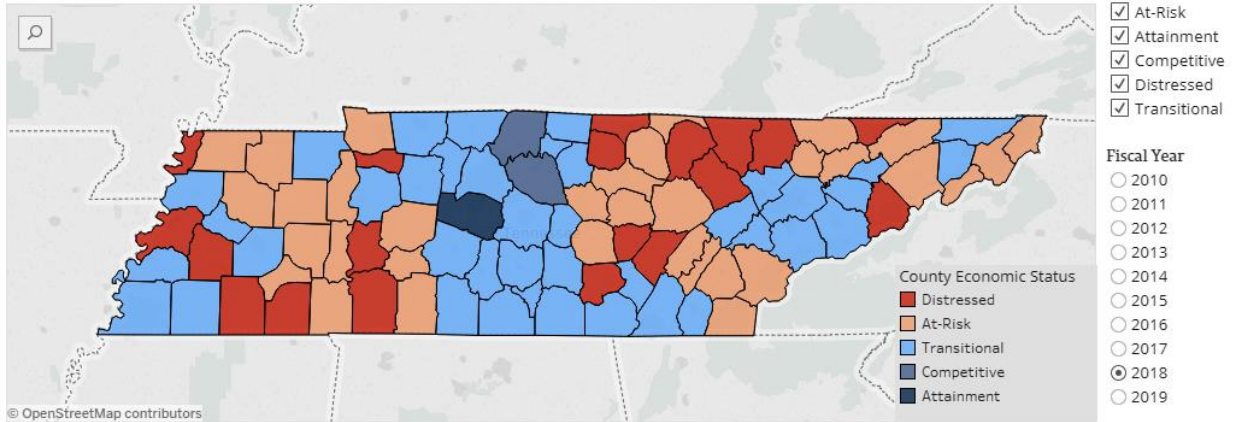 At-Risk
Attainment
Competitive
Distressed
Transitional
Fiscal Year
2010
2011
2012
2013
2014
2015
2016
2017
2018
2019
Tennessee
County Economic Status
Distressed
At-Risk
Transitional
Competitive
Attainment
© OpenStreetMap contributors